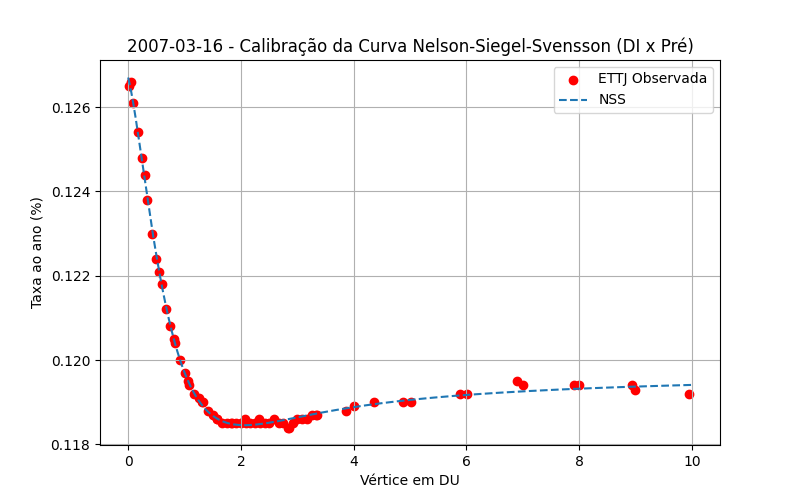 2007-03-16 - Calibração da Curva Nelson-Siegel-Svensson (DI x Pré)
ETTJ Observada
NSS
Taxa ao ano (%)
0.126
0.124
0.122
0.120
0.118
0
2
4
6
8
10
Vértice em DU